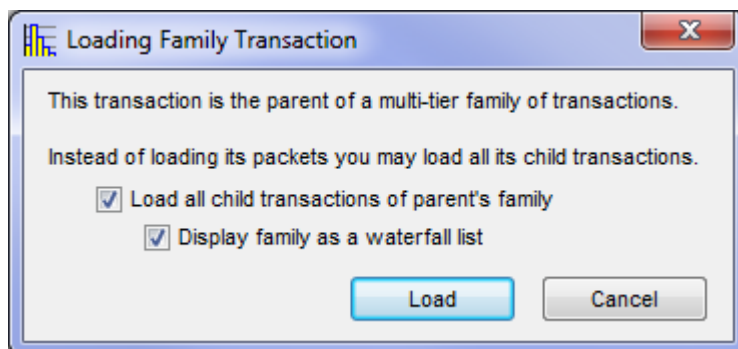 Loading Family Transaction
This transaction is the parent of a multi-tier family of transactions.
Instead of loading its packets you may load all its child transactions.
Load all child transactions of parent's family
Display family as a waterfall list
Load Cancel